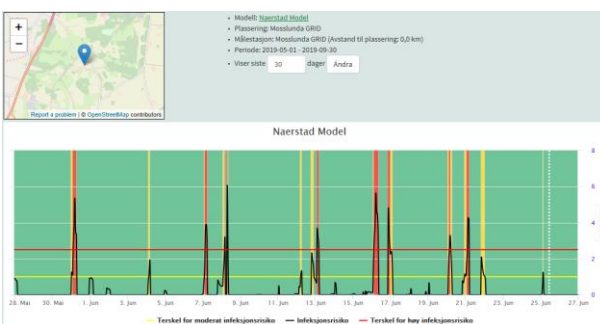 +
−
Report a problem | © OpenStreetMap contributors
• Modell: Naerstad Model
• Plassering: Mosslunda GRID
• Målestasjon: Mosslunda GRID (Avstand til plassering: 0,0 km)
• Periode: 2019-05-01 - 2019-09-30
• Viser siste 30 dager Ändra
Naerstad Model
8
6
4
2
0
28. Mai 30. Mai 1. Jun 3. Jun 5. Jun 7. Jun 9. Jun 11. Jun 13. Jun 15. Jun 17. Jun 19. Jun 21. Jun 23. Jun 25. Jun 27. Jun
Terskel for moderat infeksjonsrisiko Infeksjonsrisiko Terskel for høy infeksjonsrisiko